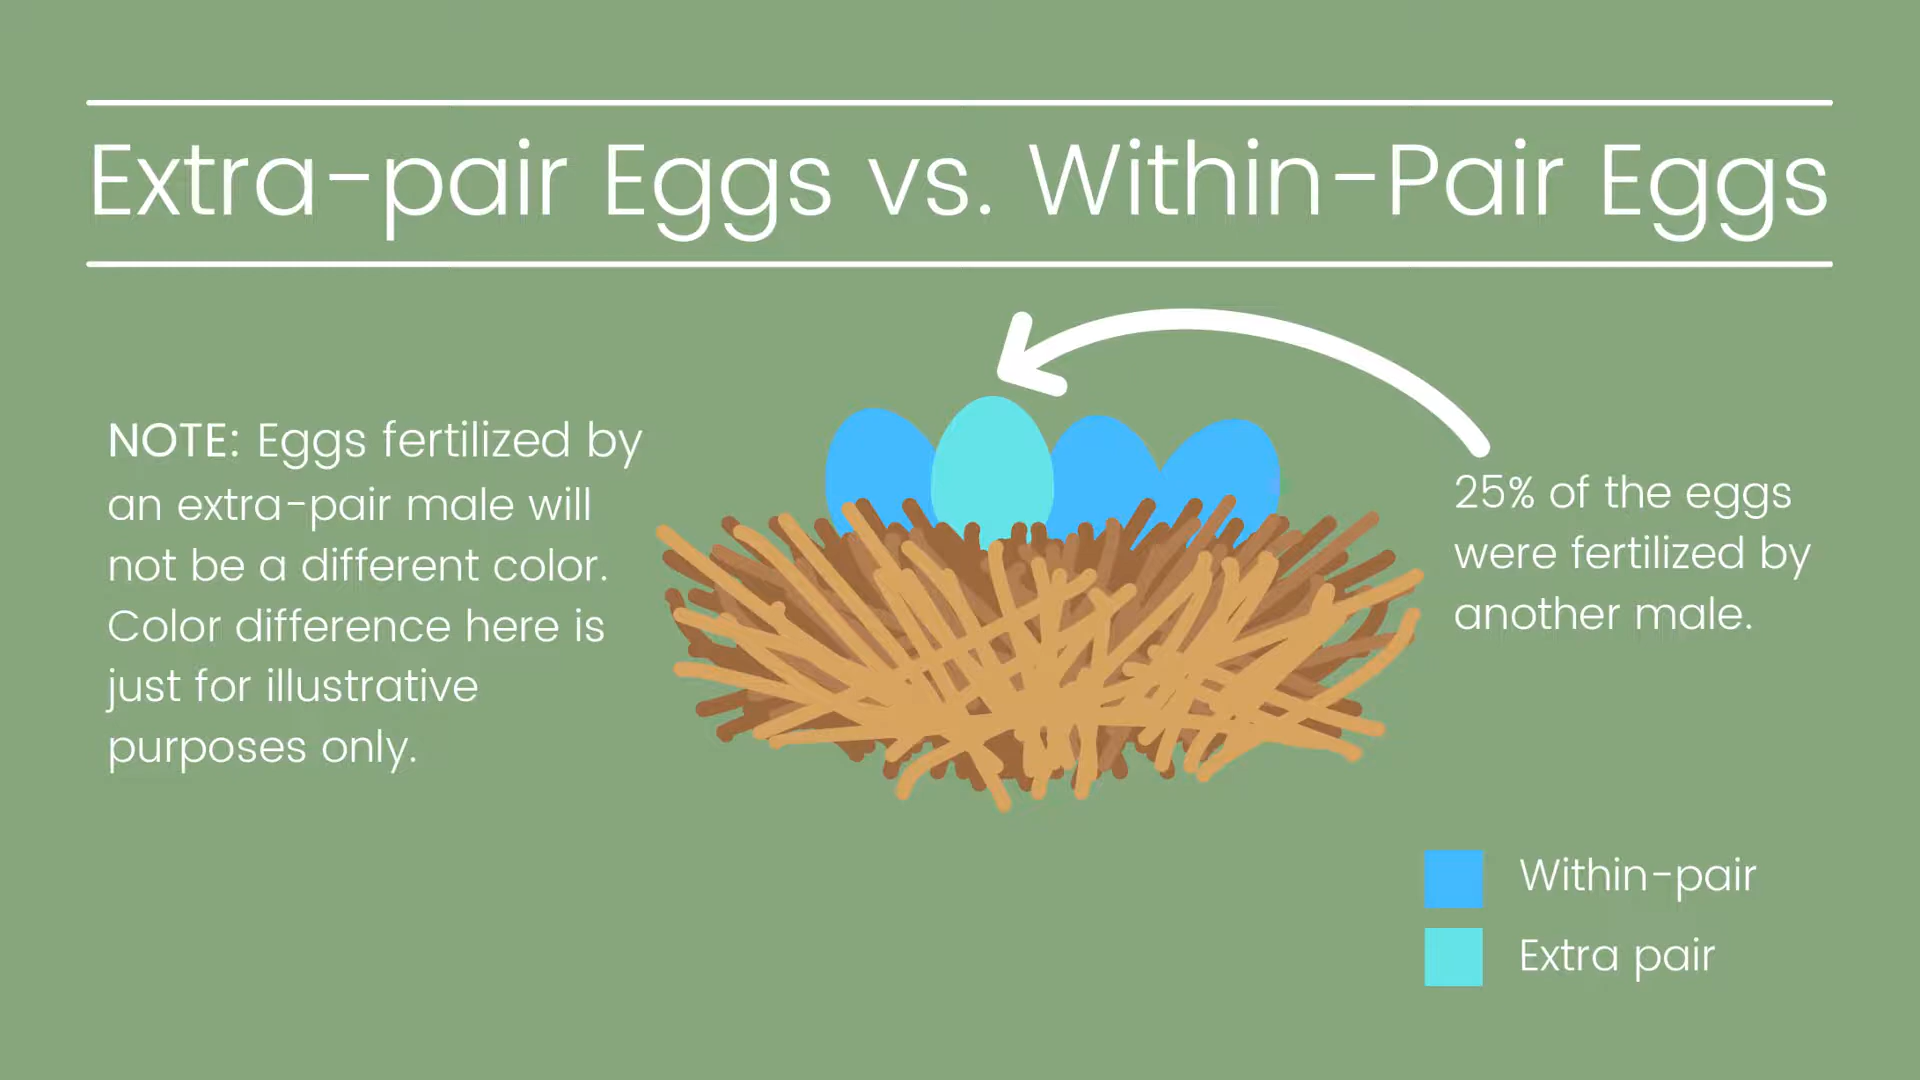 Extra-pair Eggs vs. Within-Pair Eggs
NOTE: Eggs fertilized by
an extra-pair male will
not be a different color.
Color difference here is
just for illustrative
purposes only.
25% of the eggs
were fertilized by
another male.
Within-pair
Extra pair